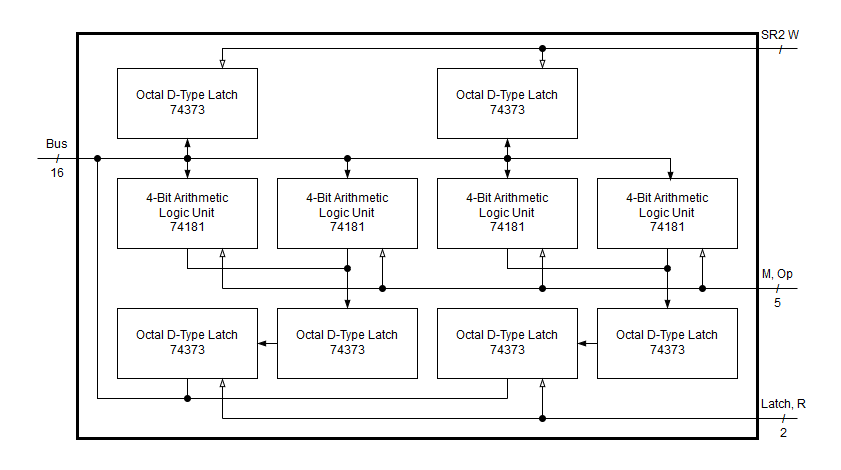 SR2 W
Octal D-Type Latch
74373
Octal D-Type Latch
74373
Bus
16
4-Bit Arithmetic
Logic Unit
74181
4-Bit Arithmetic
Logic Unit
74181
4-Bit Arithmetic
Logic Unit
74181
4-Bit Arithmetic
Logic Unit
74181
M, Op
5
Octal D-Type Latch
74373
Octal D-Type Latch
74373
Octal D-Type Latch
74373
Octal D-Type Latch
74373
Latch, R
2